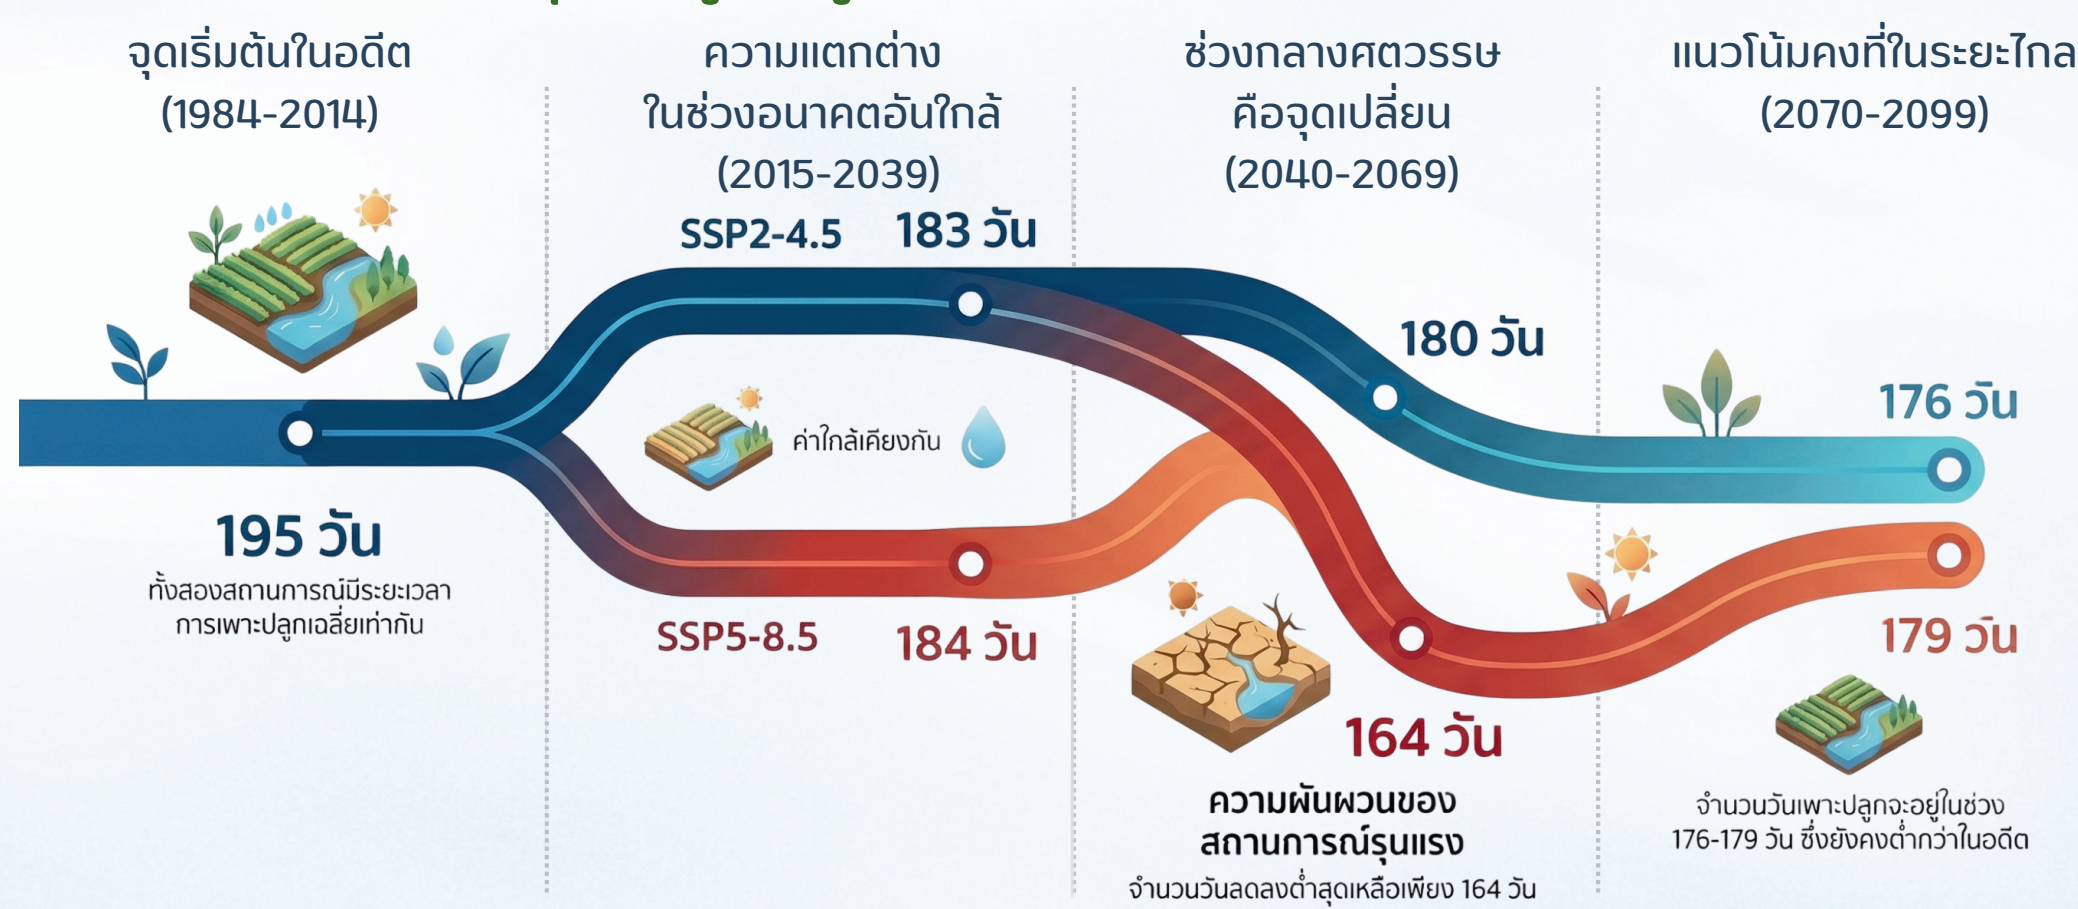 จุดเริ่มต้นในอดีต
(1984-2014)
195 วัน
ทั้งสองสถานการณ์มีระยะเวลา
การเพาะปลูกเฉลี่ยเท่ากัน
ความแตกต่าง
ในช่วงอนาคตอันใกล้
(2015-2039)
SSP2-4.5
183 วัน
ค่าใกล้เคียงกัน
SSP5-8.5
184 วัน
ช่วงกลางศตวรรษ
คือจุดเปลี่ยน
(2040-2069)
180 วัน
164 วัน
ความผันผวนของ
สถานการณ์รุนแรง
จำนวนวันลดลงต่ำสุดเหลือเพียง 164 วัน
แนวโน้มคงที่ในระยะไกล
(2070-2099)
176 วัน
179 วัน
จำนวนวันเพาะปลูกจะอยู่ในช่วง
176-179 วัน ซึ่งยังคงต่ำกว่าในอดีต